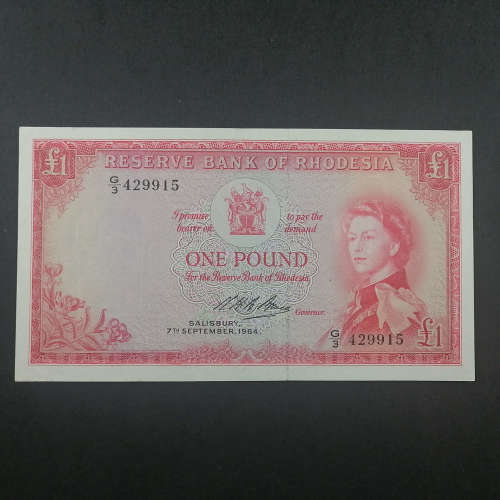 £1 RESERVE BANK OF RHODESIA £1
G/3 429915
I promise to pay the
bearer on demand
ONE POUND
for the Reserve Bank of Rhodesia
Governor.
SALISBURY,
7TH SEPTEMBER, 1964.
G/3 429915
£1